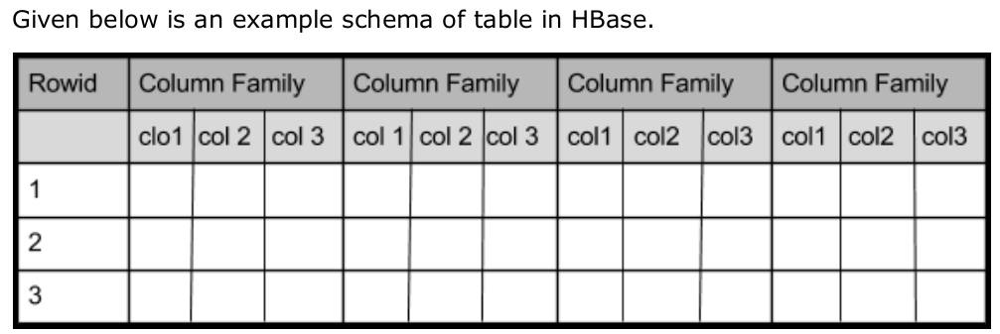 Given below is an example schema of table in HBase.
Rowid Column Family Column Family Column Family Column Family
clo1 col 2 col 3 col 1 col 2 col 3 col1 col2 col3 col1 col2 col3
1
2
3